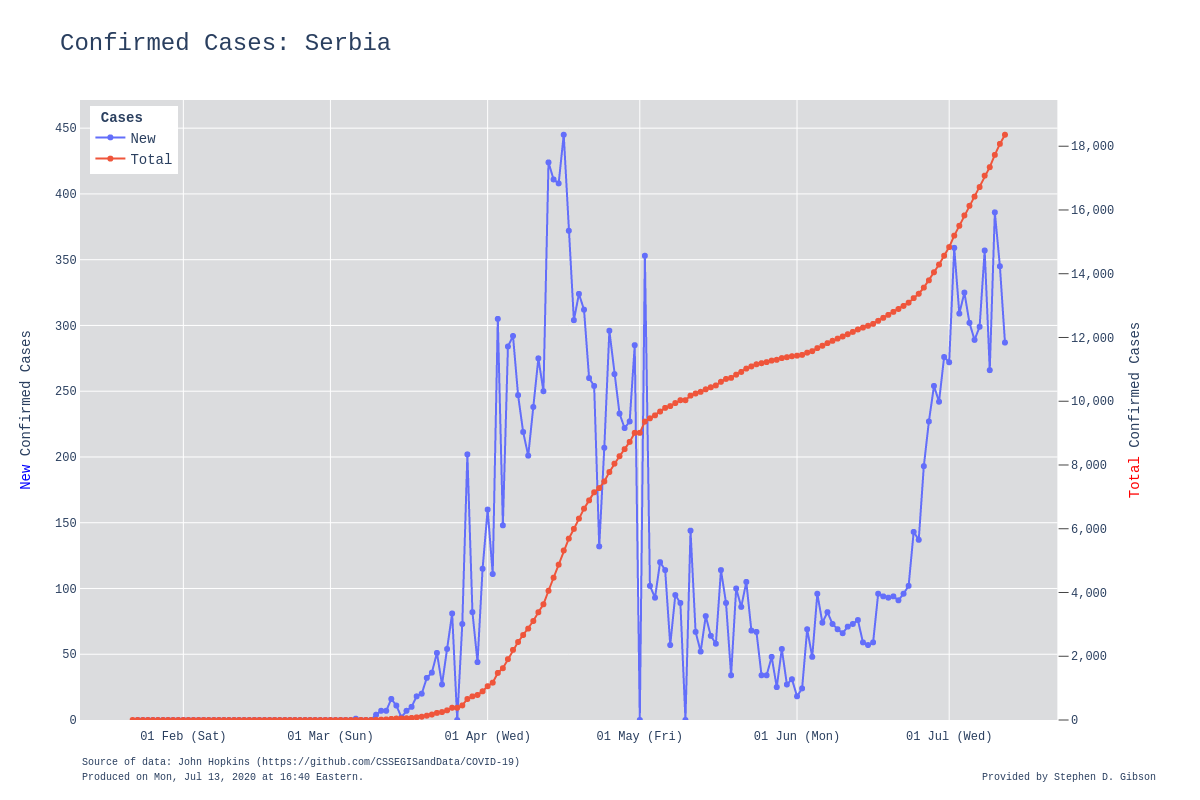 Confirmed Cases: Serbia
Cases
New
Total
450
400
350
300
250
200
150
100
50
0
New Confirmed Cases
18,000
16,000
14,000
12,000
10,000
8,000
6,000
4,000
2,000
0
Total Confirmed Cases
01 Feb (Sat)
01 Mar (Sun)
01 Apr (Wed)
01 May (Fri)
01 Jun (Mon)
01 Jul (Wed)
Source of data: John Hopkins (https://github.com/CSSEGISandData/COVID-19)
Produced on Mon, Jul 13, 2020 at 16:40 Eastern.
Provided by Stephen D. Gibson